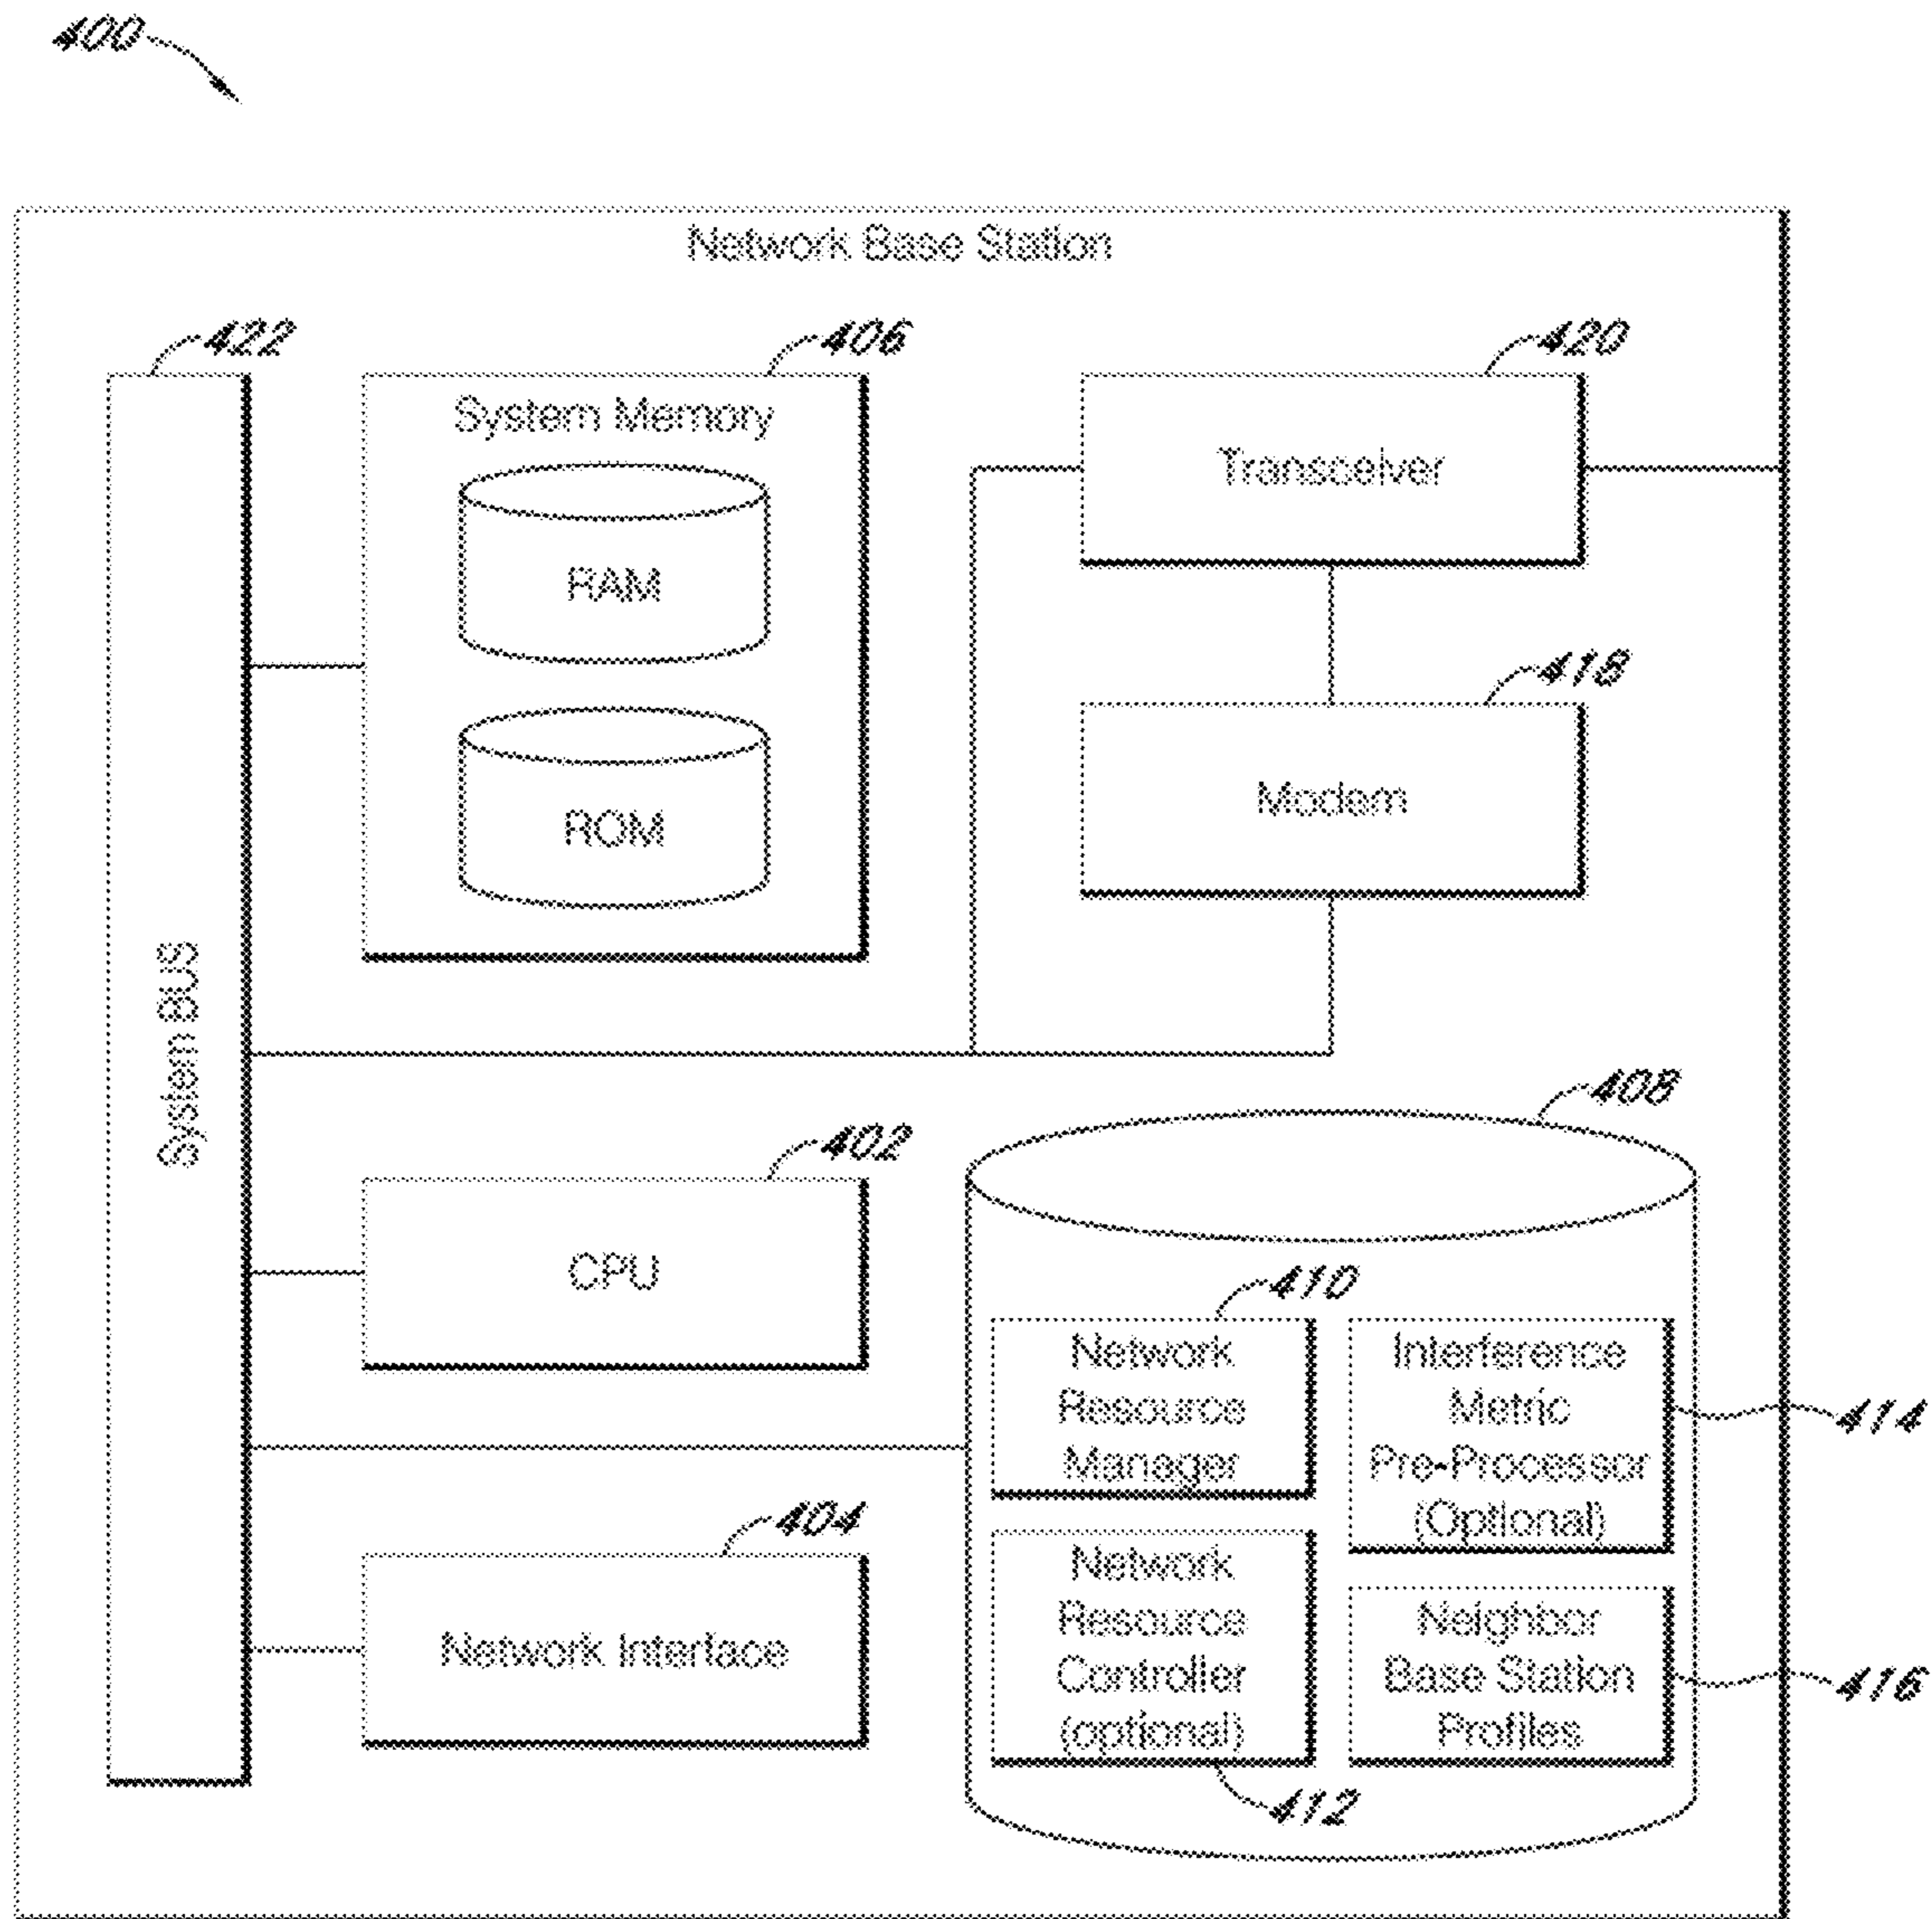 400
Network Base Station
422
406
420
System Memory
Transceiver
RAM
418
ROM
Modem
System BUS
408
402
CPU
410
Network
Resource
Manager
Interference
Metric
Pre-Processor
(Optional)
414
404
Network Interface
Network
Resource
Controller
(optional)
Neighbor
Base Station
Profiles
416
412